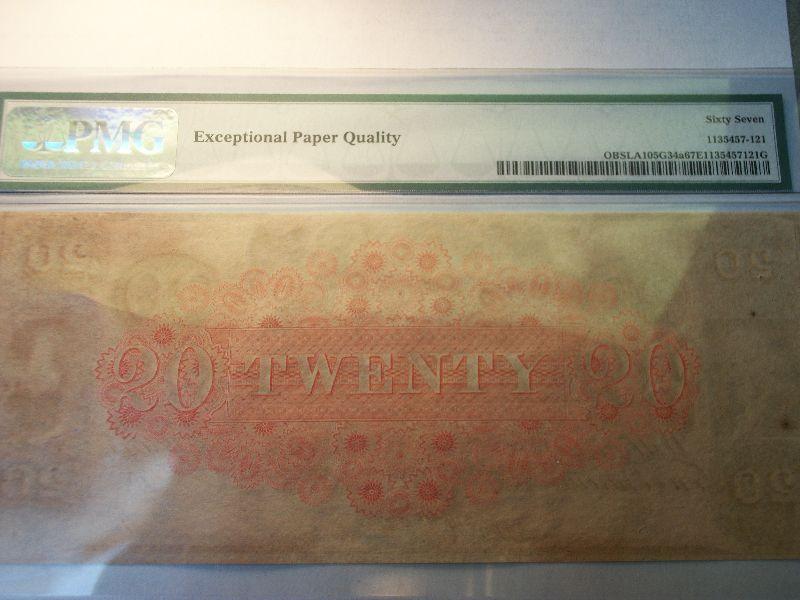 PMG
Exceptional Paper Quality
Sixty Seven
1135457-121
OBSLA105G34a67E1135457121G
20 TWENTY 20